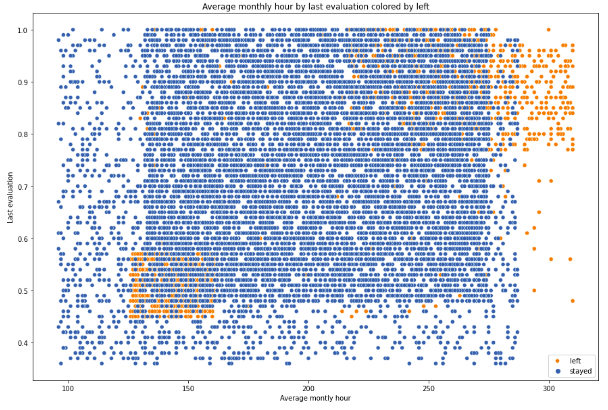 Average monthly hour by last evaluation colored by left
1.0
0.9
0.8
0.7
0.6
0.5
0.4
Last evaluation
100
150
200
250
300
Average montly hour
left
stayed